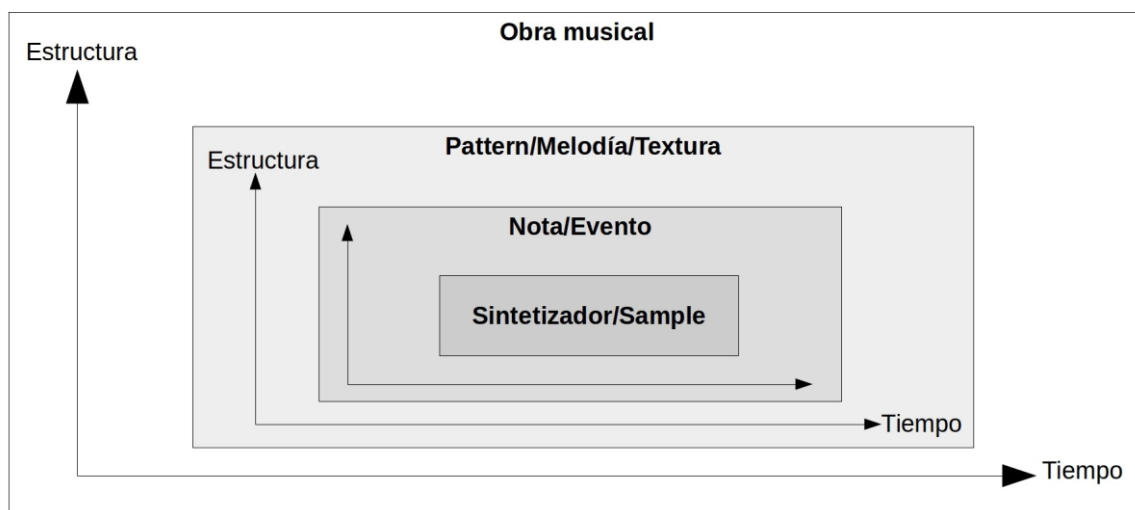 Obra musical
Estructura
Pattern/Melodía/Textura
Estructura
Nota/Evento
Sintetizador/Sample
Tiempo
Tiempo